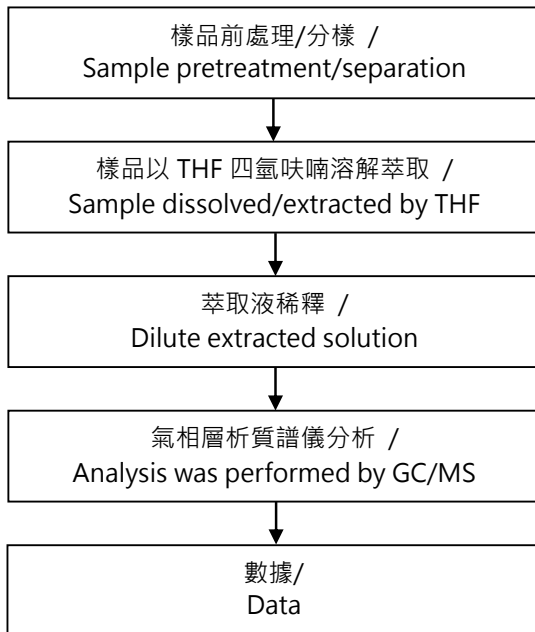 樣品前處理/分樣 /
Sample pretreatment/separation
樣品以 THF 四氫呋喃溶解萃取 /
Sample dissolved/extracted by THF
萃取液稀釋 /
Dilute extracted solution
氣相層析質譜儀分析 /
Analysis was performed by GC/MS
數據/
Data